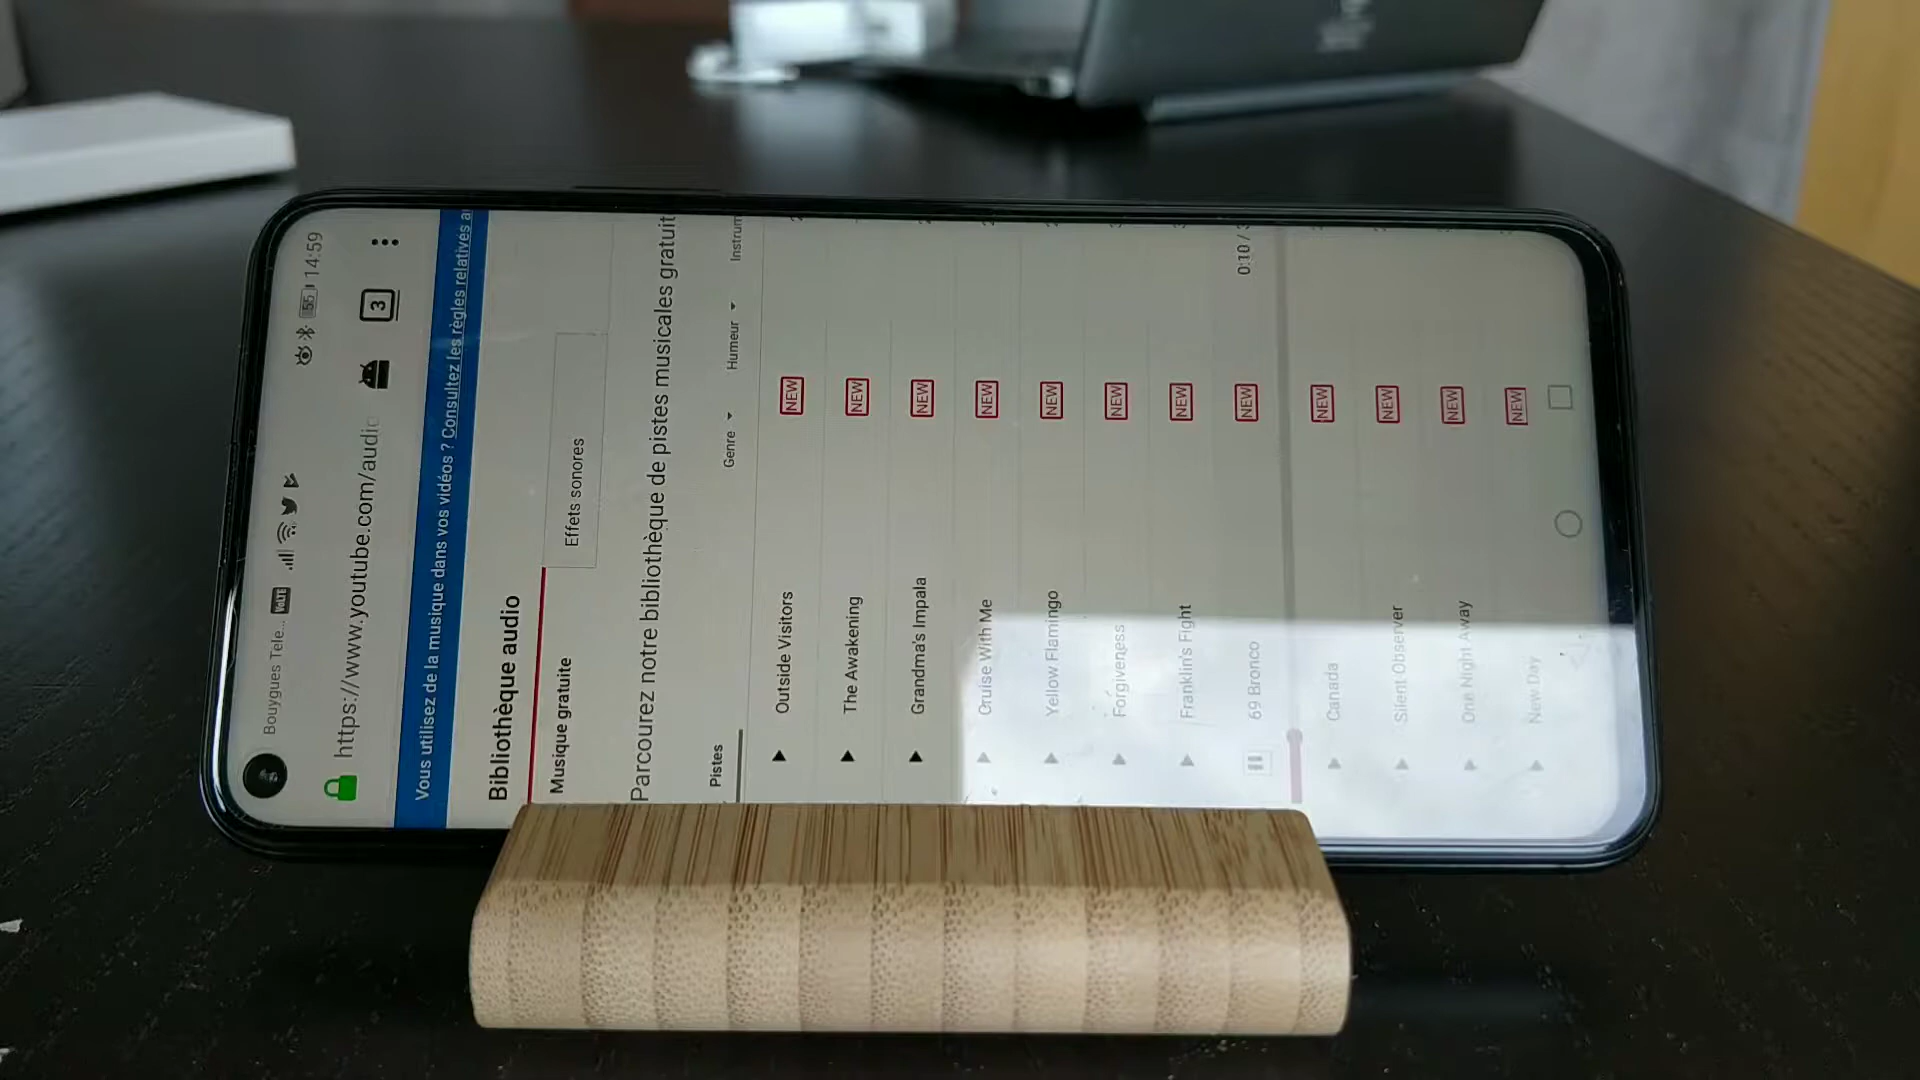 Bouygues Tele... VoLTE 55 14:59
https://www.youtube.com/audio 3
Vous utilisez de la musique dans vos vidéos ? Consultez les règles relatives a
Bibliothèque audio
Musique gratuite Effets sonores
Parcourez notre bibliothèque de pistes musicales gratuit
Pistes Genre Humeur Instrum
Outside Visitors NEW
The Awakening NEW
Grandma's Impala NEW
Cruise With Me NEW
Yellow Flamingo NEW
Forgiveness NEW
Franklin's Fight NEW
69 Bronco NEW 0:10 /
Canada NEW
Silent Observer NEW
One Night Away NEW
New Day NEW